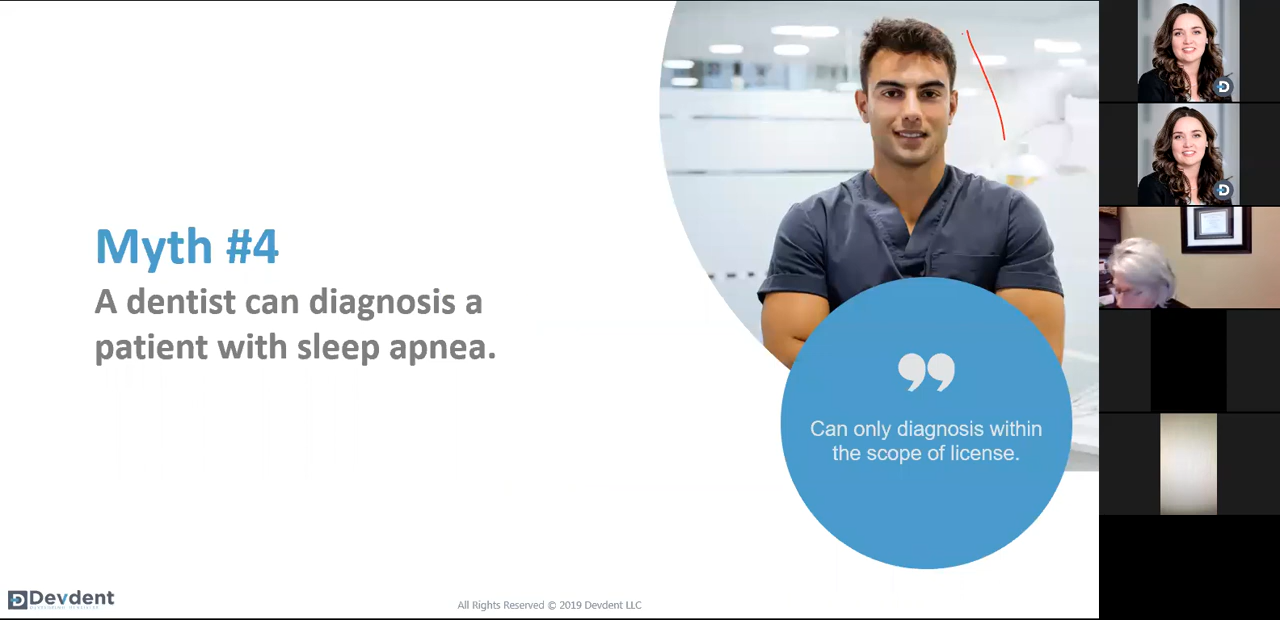 Myth #4
A dentist can diagnosis a
patient with sleep apnea.
Can only diagnosis within
the scope of license.
Devdent
All Rights Reserved © 2019 Devdent LLC